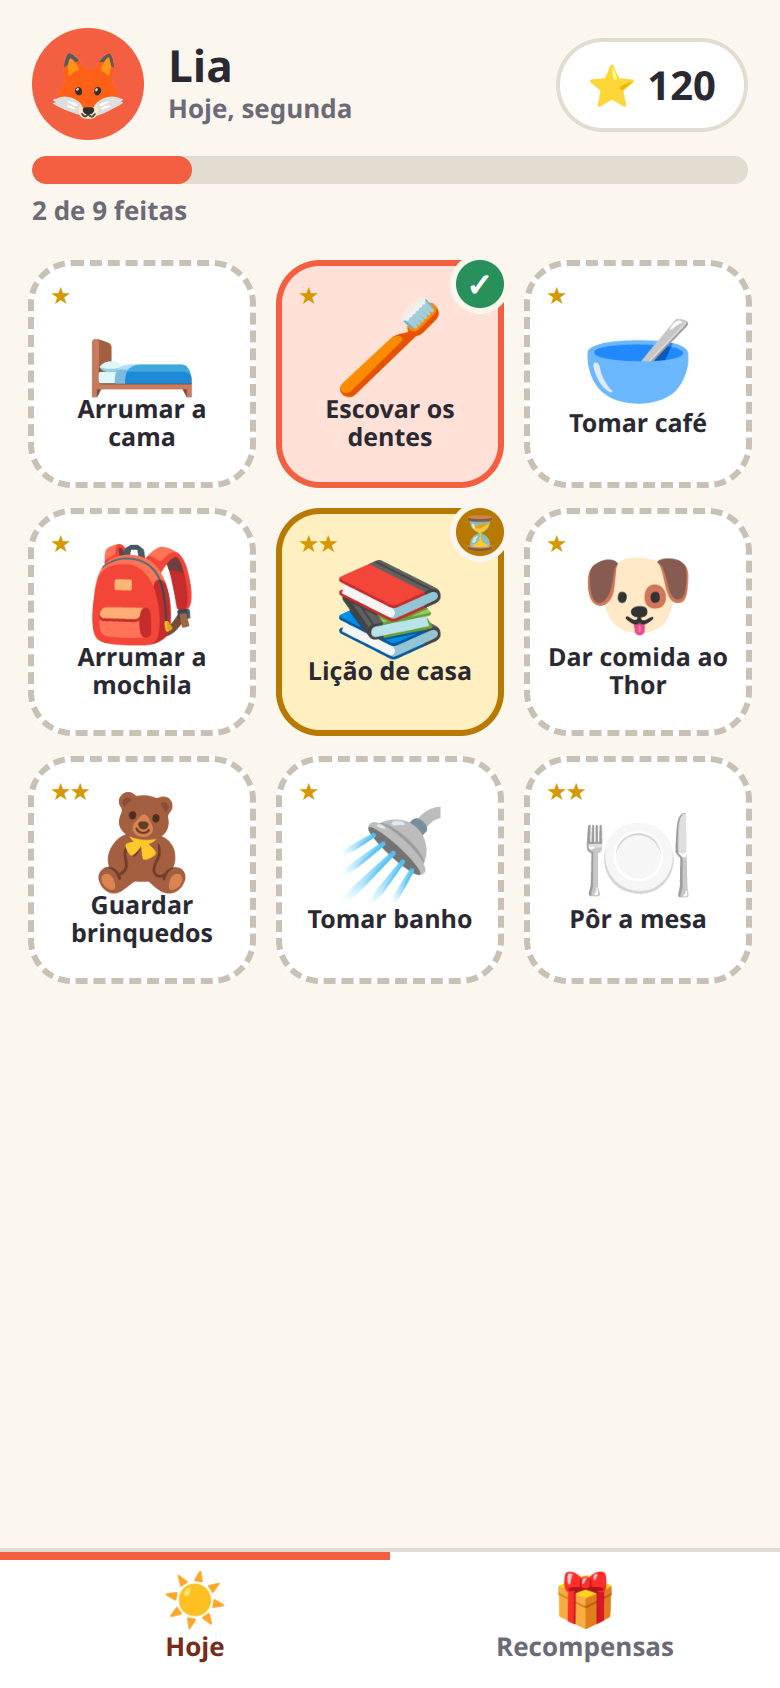 Lia
Hoje, segunda
120
2 de 9 feitas
Arrumar a
cama
Escovar os
dentes
Tomar café
Arrumar a
mochila
Lição de casa
Dar comida ao
Thor
Guardar
brinquedos
Tomar banho
Pôr a mesa
Hoje
Recompensas